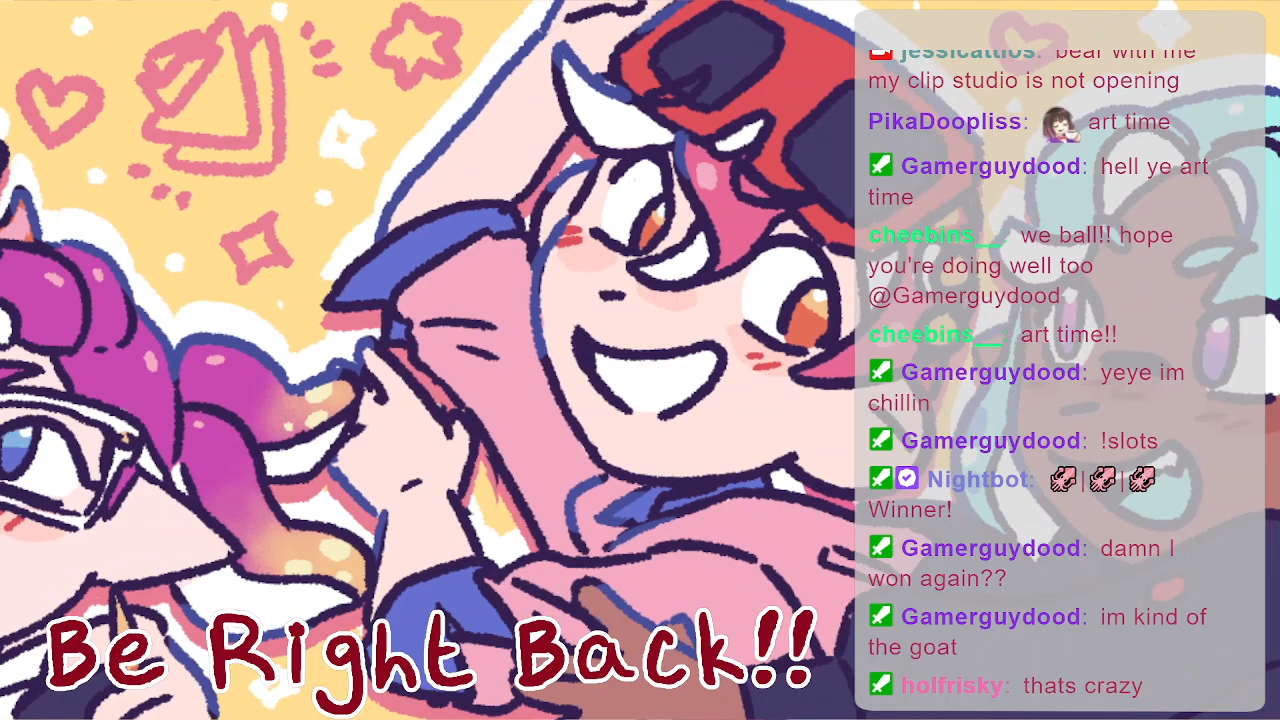 jessicattios: bear with me
my clip studio is not opening
PikaDoopliss: art time
Gamerguydood: hell ye art
time
cheebins__ we ball!! hope
you're doing well too
@Gamerguydood
cheebins__ art time!!
Gamerguydood: yeye im
chillin
Gamerguydood: !slots
Nightbot: | |
Winner!
Gamerguydood: damn I
won again??
Gamerguydood: im kind of
the goat
holfrisky: thats crazy
Be Right Back!!